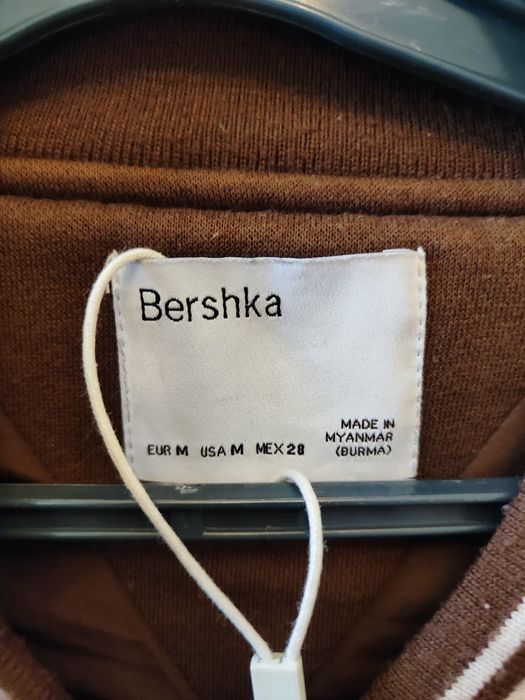 Bershka
MADE IN
MYANMAR
(BURMA)
EUR M USA M MEX 28